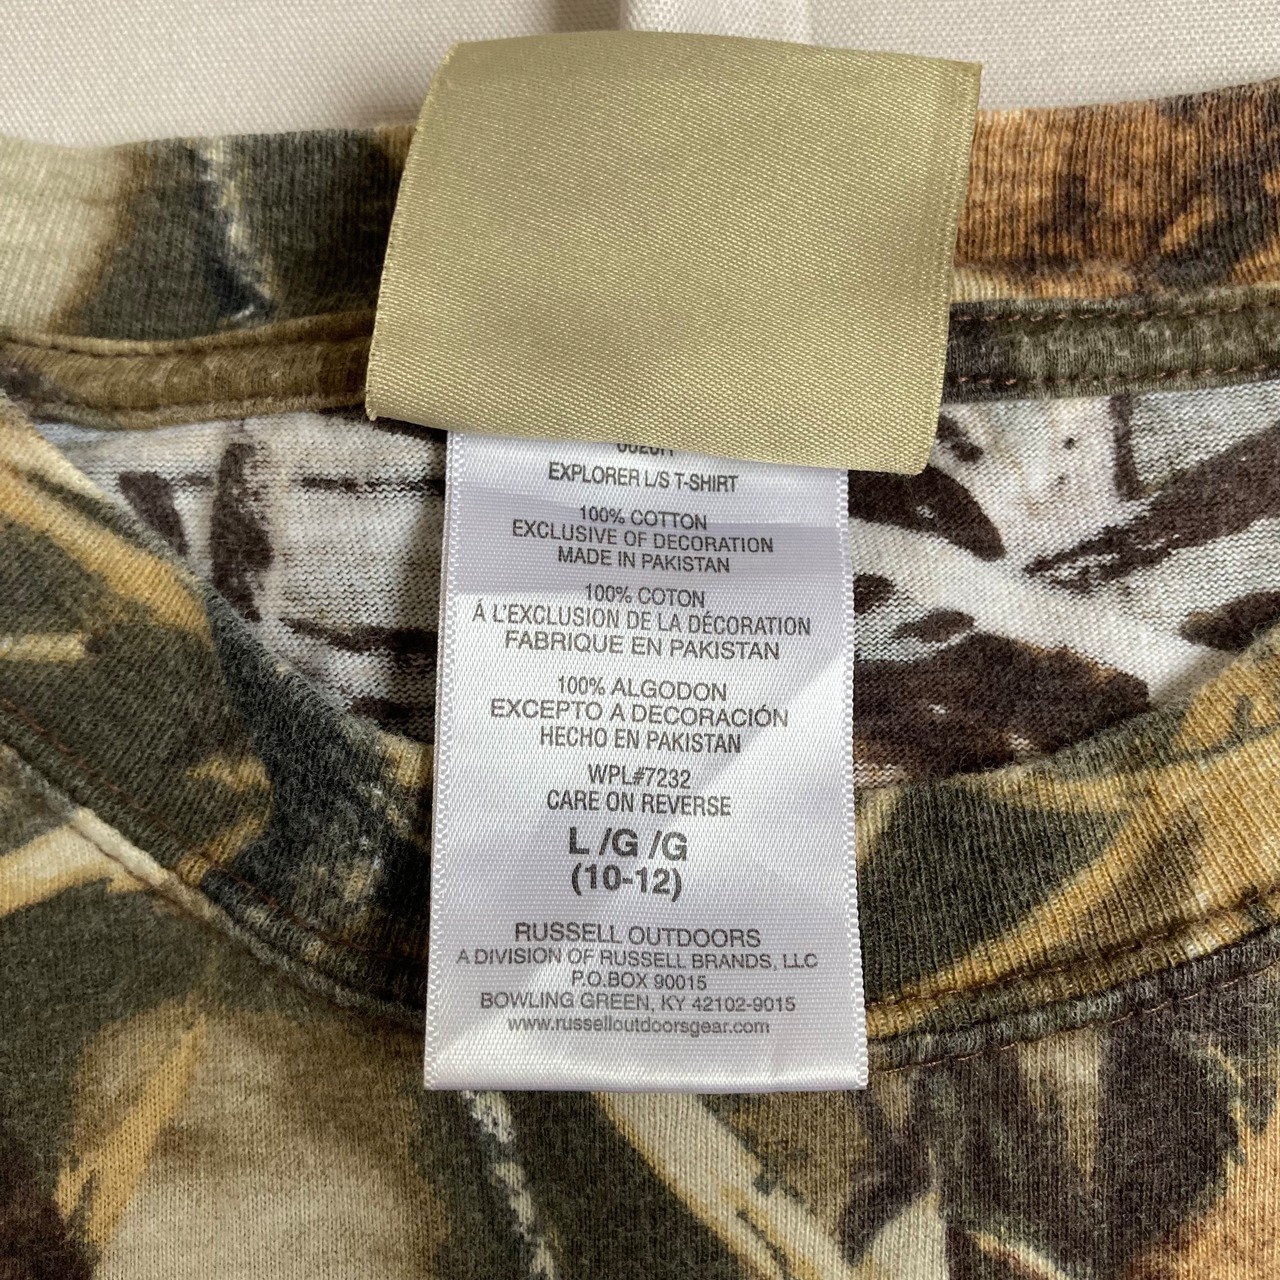 EXPLORER L/S T-SHIRT
100% COTTON
EXCLUSIVE OF DECORATION
MADE IN PAKISTAN
100% COTON
Á L'EXCLUSION DE LA DÉCORATION
FABRIQUE EN PAKISTAN
100% ALGODON
EXCEPTO A DECORACIÓN
HECHO EN PAKISTAN
WPL#7232
CARE ON REVERSE
L /G /G
(10-12)
RUSSELL OUTDOORS
A DIVISION OF RUSSELL BRANDS, LLC
P.O.BOX 90015
BOWLING GREEN, KY 42102-9015
www.russelloutdoorsgear.com